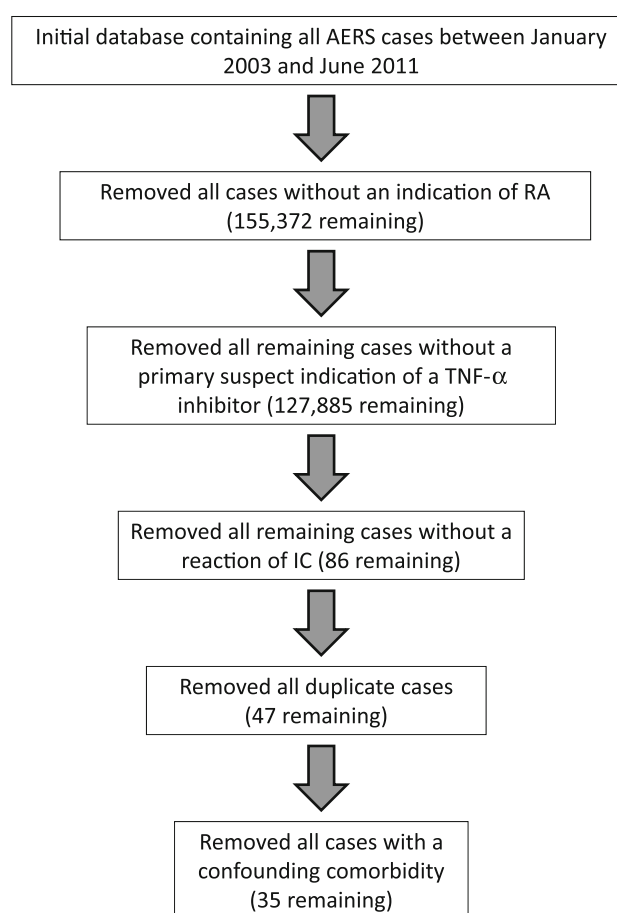 Initial database containing all AERS cases between January
2003 and June 2011
Removed all cases without an indication of RA
(155,372 remaining)
Removed all remaining cases without a
primary suspect indication of a TNF-α
inhibitor (127,885 remaining)
Removed all remaining cases without a
reaction of IC (86 remaining)
Removed all duplicate cases
(47 remaining)
Removed all cases with a
confounding comorbidity
(35 remaining)